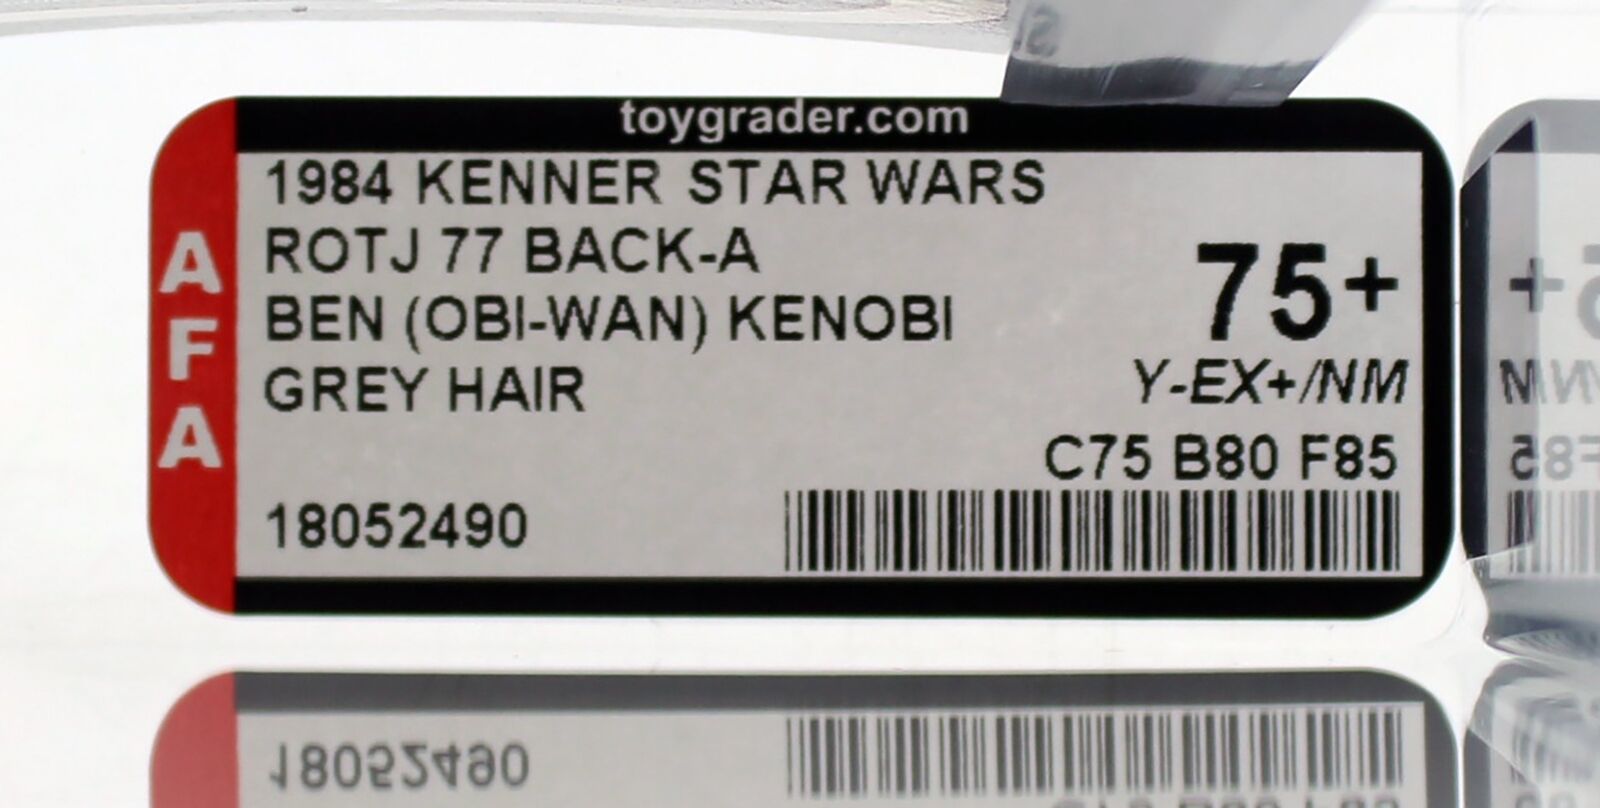 toygrader.com
AFA
1984 KENNER STAR WARS
ROTJ 77 BACK-A
BEN (OBI-WAN) KENOBI
GREY HAIR
75+
Y-EX+/NM
C75 B80 F85
18052490